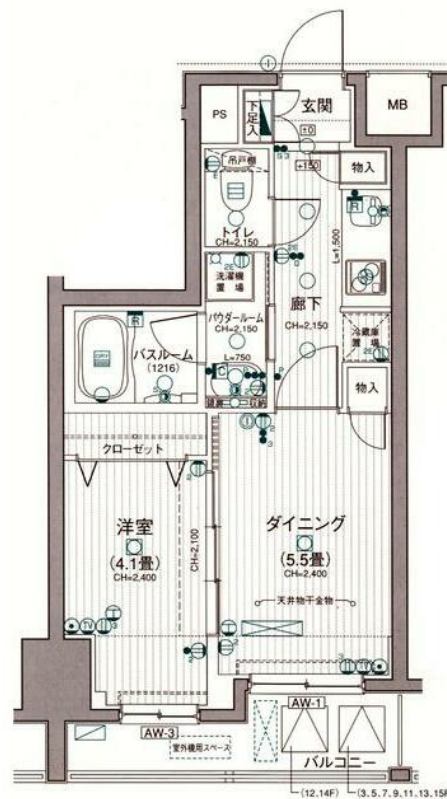 玄関
MB
PS
下足入
±0
+150
物入
吊戸棚
トイレ
CH=2,150
L=1,500
洗濯機
置場
パウダールーム
CH=2,150
廊下
CH=2,150
冷蔵庫
置場
バスルーム
(1216)
L=750
物入
収納
クローゼット
洋室
(4.1畳)
CH=2,400
CH=2,100
ダイニング
(5.5畳)
CH=2,400
天井物干金物
TV
TV
AW-3
AW-1
室外機用スペース
バルコニー
(12.14F)
(3.5.7.9.11.13.15F